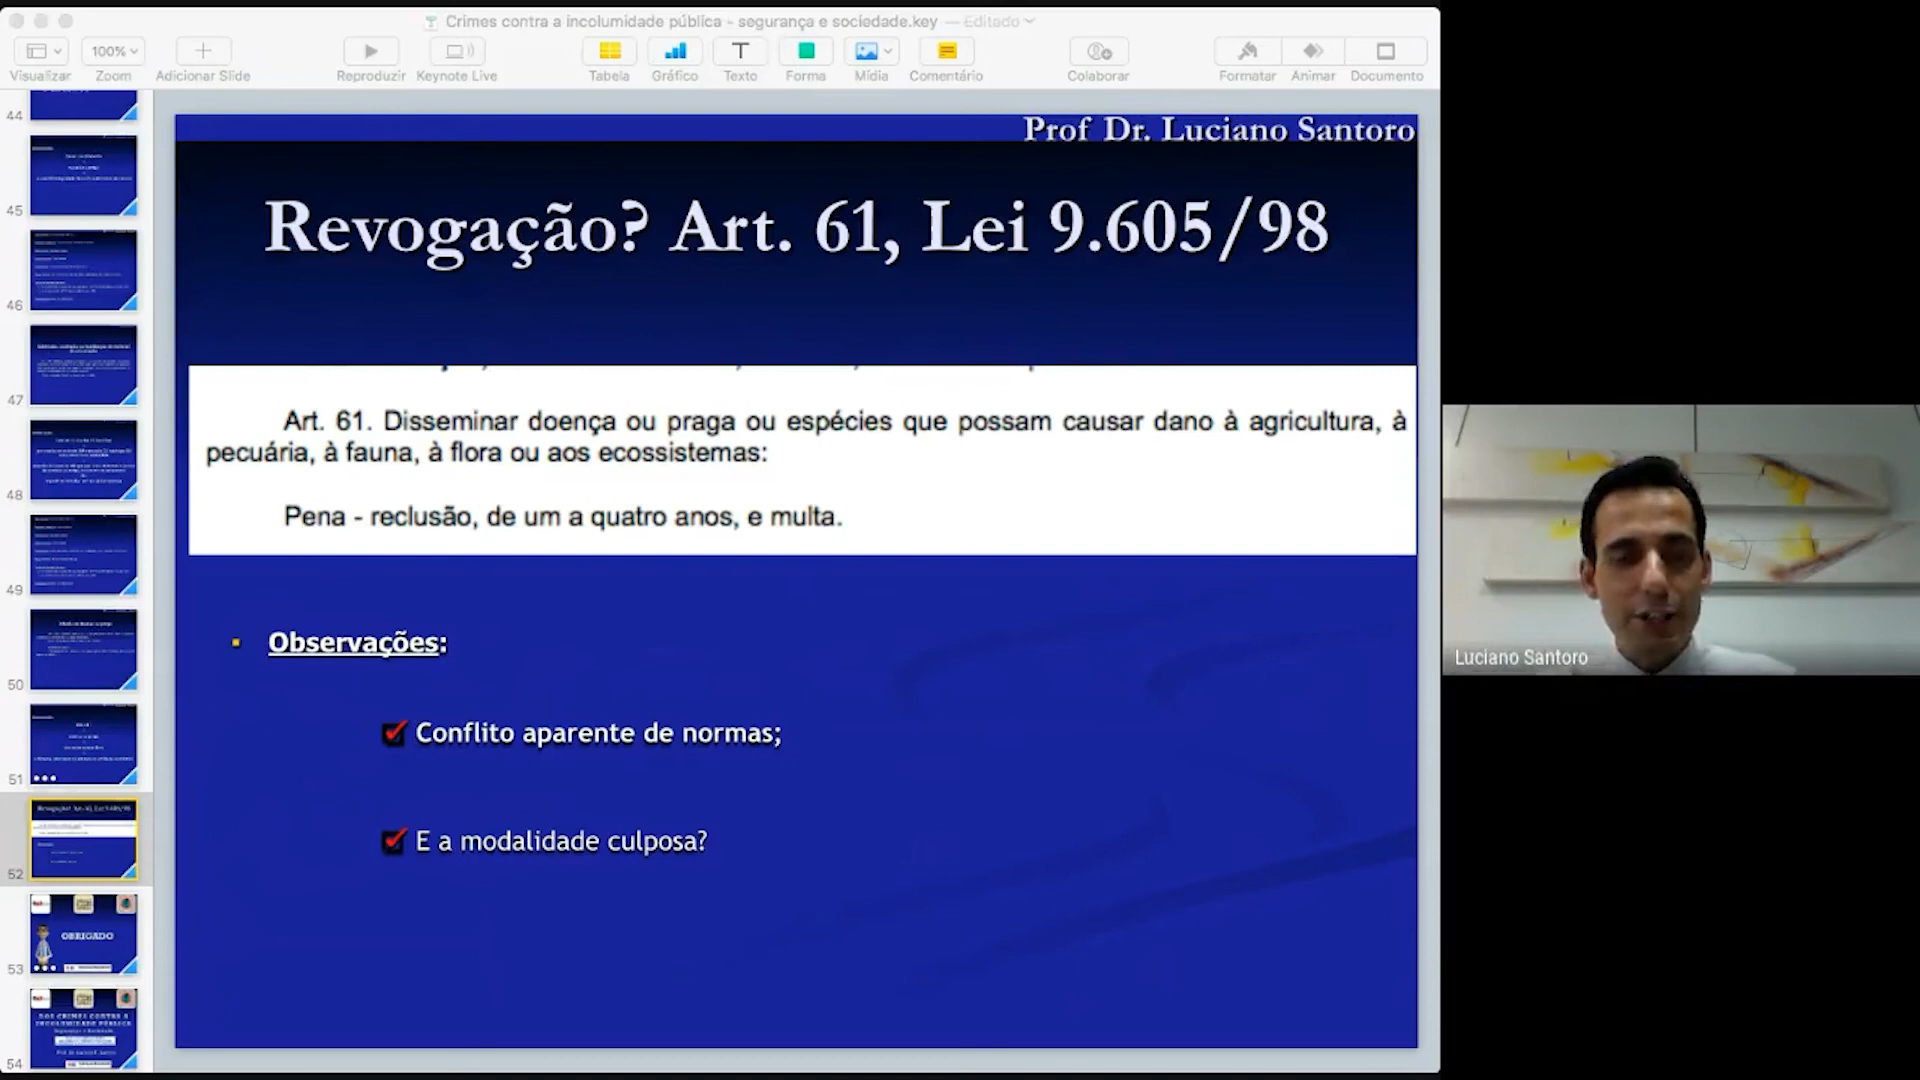 Crimes contra a incolumidade pública - segurança e sociedade.key — Editado
100%
Visualizar
Zoom
Adicionar Slide
Reproduzir
Keynote Live
Tabela
Gráfico
Texto
Forma
Mídia
Comentário
Colaborar
Formatar
Animar
Documento
44
45
46
47
48
49
50
51
52
53
54
OBRIGADO
Prof Dr. Luciano Santoro
Revogação? Art. 61, Lei 9.605/98
Art. 61. Disseminar doença ou praga ou espécies que possam causar dano à agricultura, à
pecuária, à fauna, à flora ou aos ecossistemas:
Pena - reclusão, de um a quatro anos, e multa.
Observações:
Conflito aparente de normas;
E a modalidade culposa?
Luciano Santoro